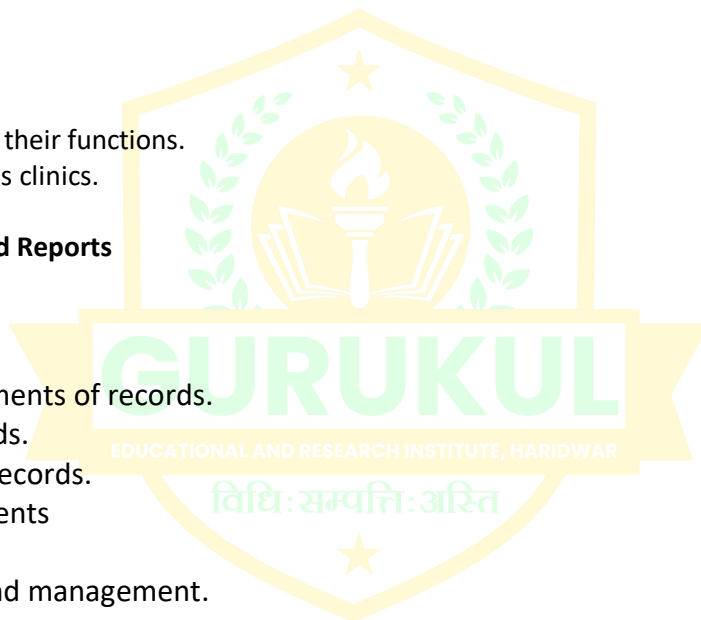 their functions.
s clinics.
d Reports
ments of records.
GURUKUL
ds.
EDUCATIONAL AND RESEARCH INSTITUTE, HARIDWAR
ecords.
विधि:सम्पत्ति:अस्ति
ents
nd management.